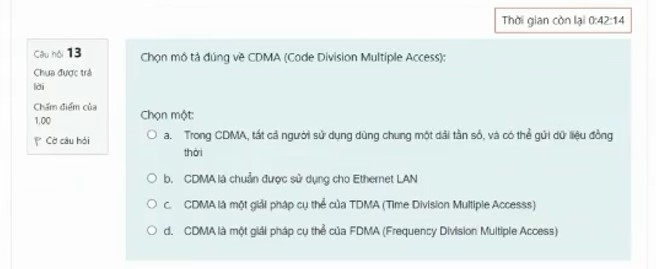 Thời gian còn lại 0:42:14
Câu hỏi 13
Chưa được trả
lời
Chấm điểm của
1,00
Cờ câu hỏi
Chọn mô tả đúng về CDMA (Code Division Multiple Access):
Chọn một:
a. Trong CDMA, tất cả người sử dụng dùng chung một dải tần số, và có thể gửi dữ liệu đồng
thời
b. CDMA là chuẩn được sử dụng cho Ethernet LAN
c. CDMA là một giải pháp cụ thể của TDMA (Time Division Multiple Accesss)
d. CDMA là một giải pháp cụ thể của FDMA (Frequency Division Multiple Access)